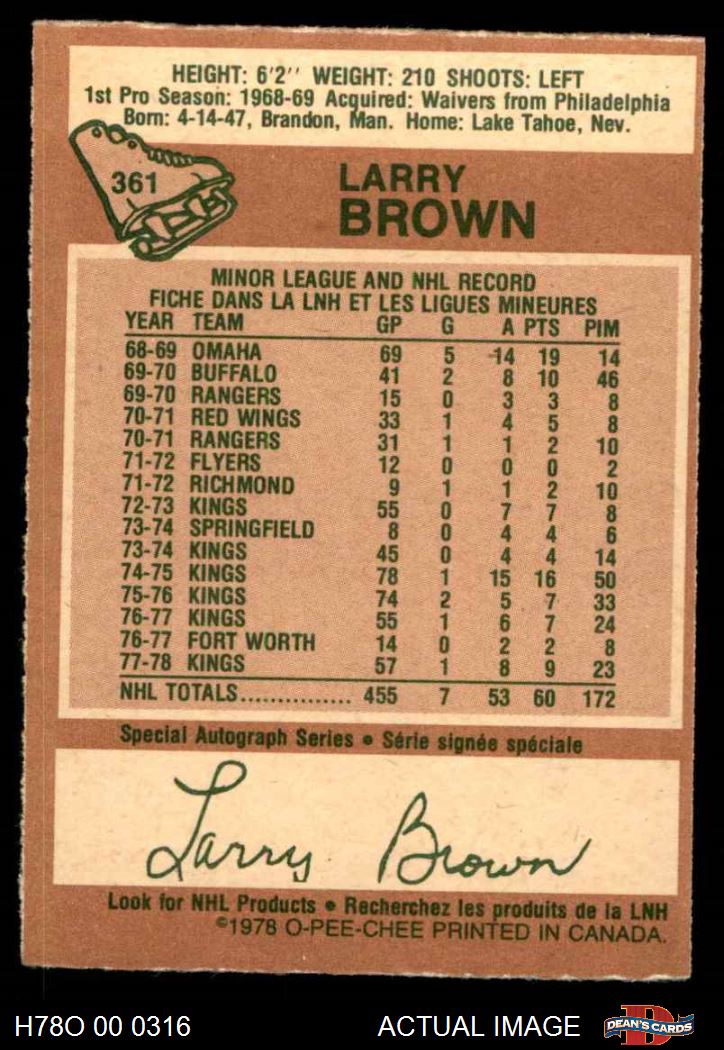 HEIGHT: 6'2'' WEIGHT: 210 SHOOTS: LEFT
1st Pro Season: 1968-69 Acquired: Waivers from Philadelphia
Born: 4-14-47, Brandon, Man. Home: Lake Tahoe, Nev.
361
LARRY
BROWN
MINOR LEAGUE AND NHL RECORD
FICHE DANS LA LNH ET LES LIGUES MINEURES
YEAR TEAM GP G A PTS PIM
68-69 OMAHA 69 5 14 19 14
69-70 BUFFALO 41 2 8 10 46
69-70 RANGERS 15 0 3 3 8
70-71 RED WINGS 33 1 4 5 8
70-71 RANGERS 31 1 1 2 10
71-72 FLYERS 12 0 0 0 2
71-72 RICHMOND 9 1 1 2 10
72-73 KINGS 55 0 7 7 8
73-74 SPRINGFIELD 8 0 4 4 6
73-74 KINGS 45 0 4 4 14
74-75 KINGS 78 1 15 16 50
75-76 KINGS 74 2 5 7 33
76-77 KINGS 55 1 6 7 24
76-77 FORT WORTH 14 0 2 2 8
77-78 KINGS 57 1 8 9 23
NHL TOTALS............... 455 7 53 60 172
Special Autograph Series • Série signée spéciale
Larry Brown
Look for NHL Products • Recherchez les produits de la LNH
©1978 O-PEE-CHEE PRINTED IN CANADA.
H78O 00 0316 ACTUAL IMAGE DEAN'S CARDS